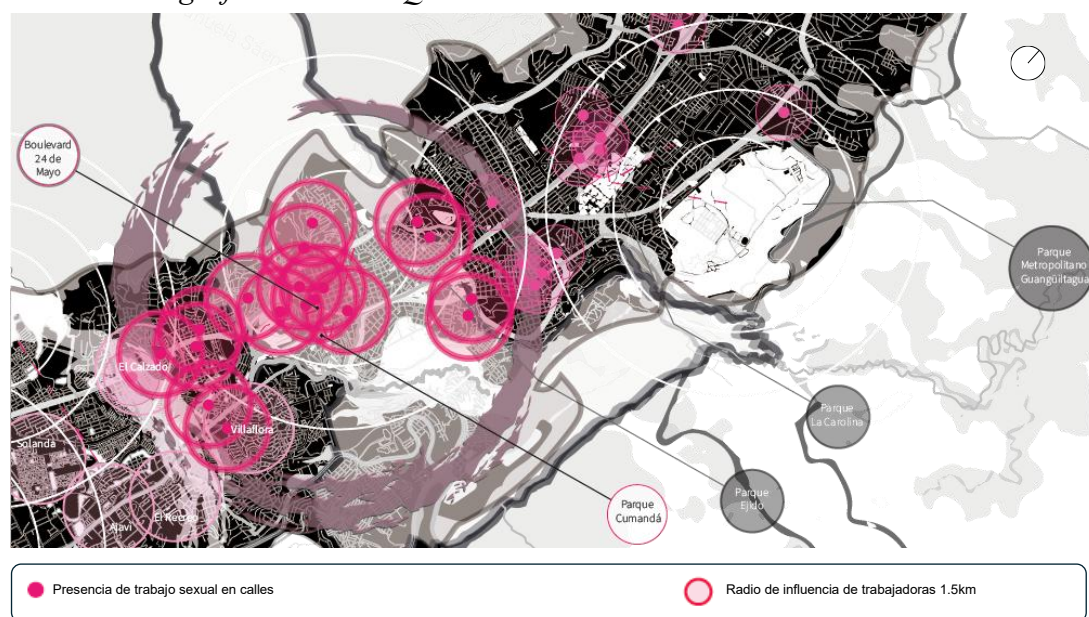 Boulevard
24 de
Mayo
Parque
Metropolitano
Guangüiltagua
El Calzado
Parque
La Carolina
Villaflora
Solanda
Parque
Ejido
Parque
Cumandá
El Recreo
Ajaví
Presencia de trabajo sexual en calles
Radio de influencia de trabajadoras 1.5km